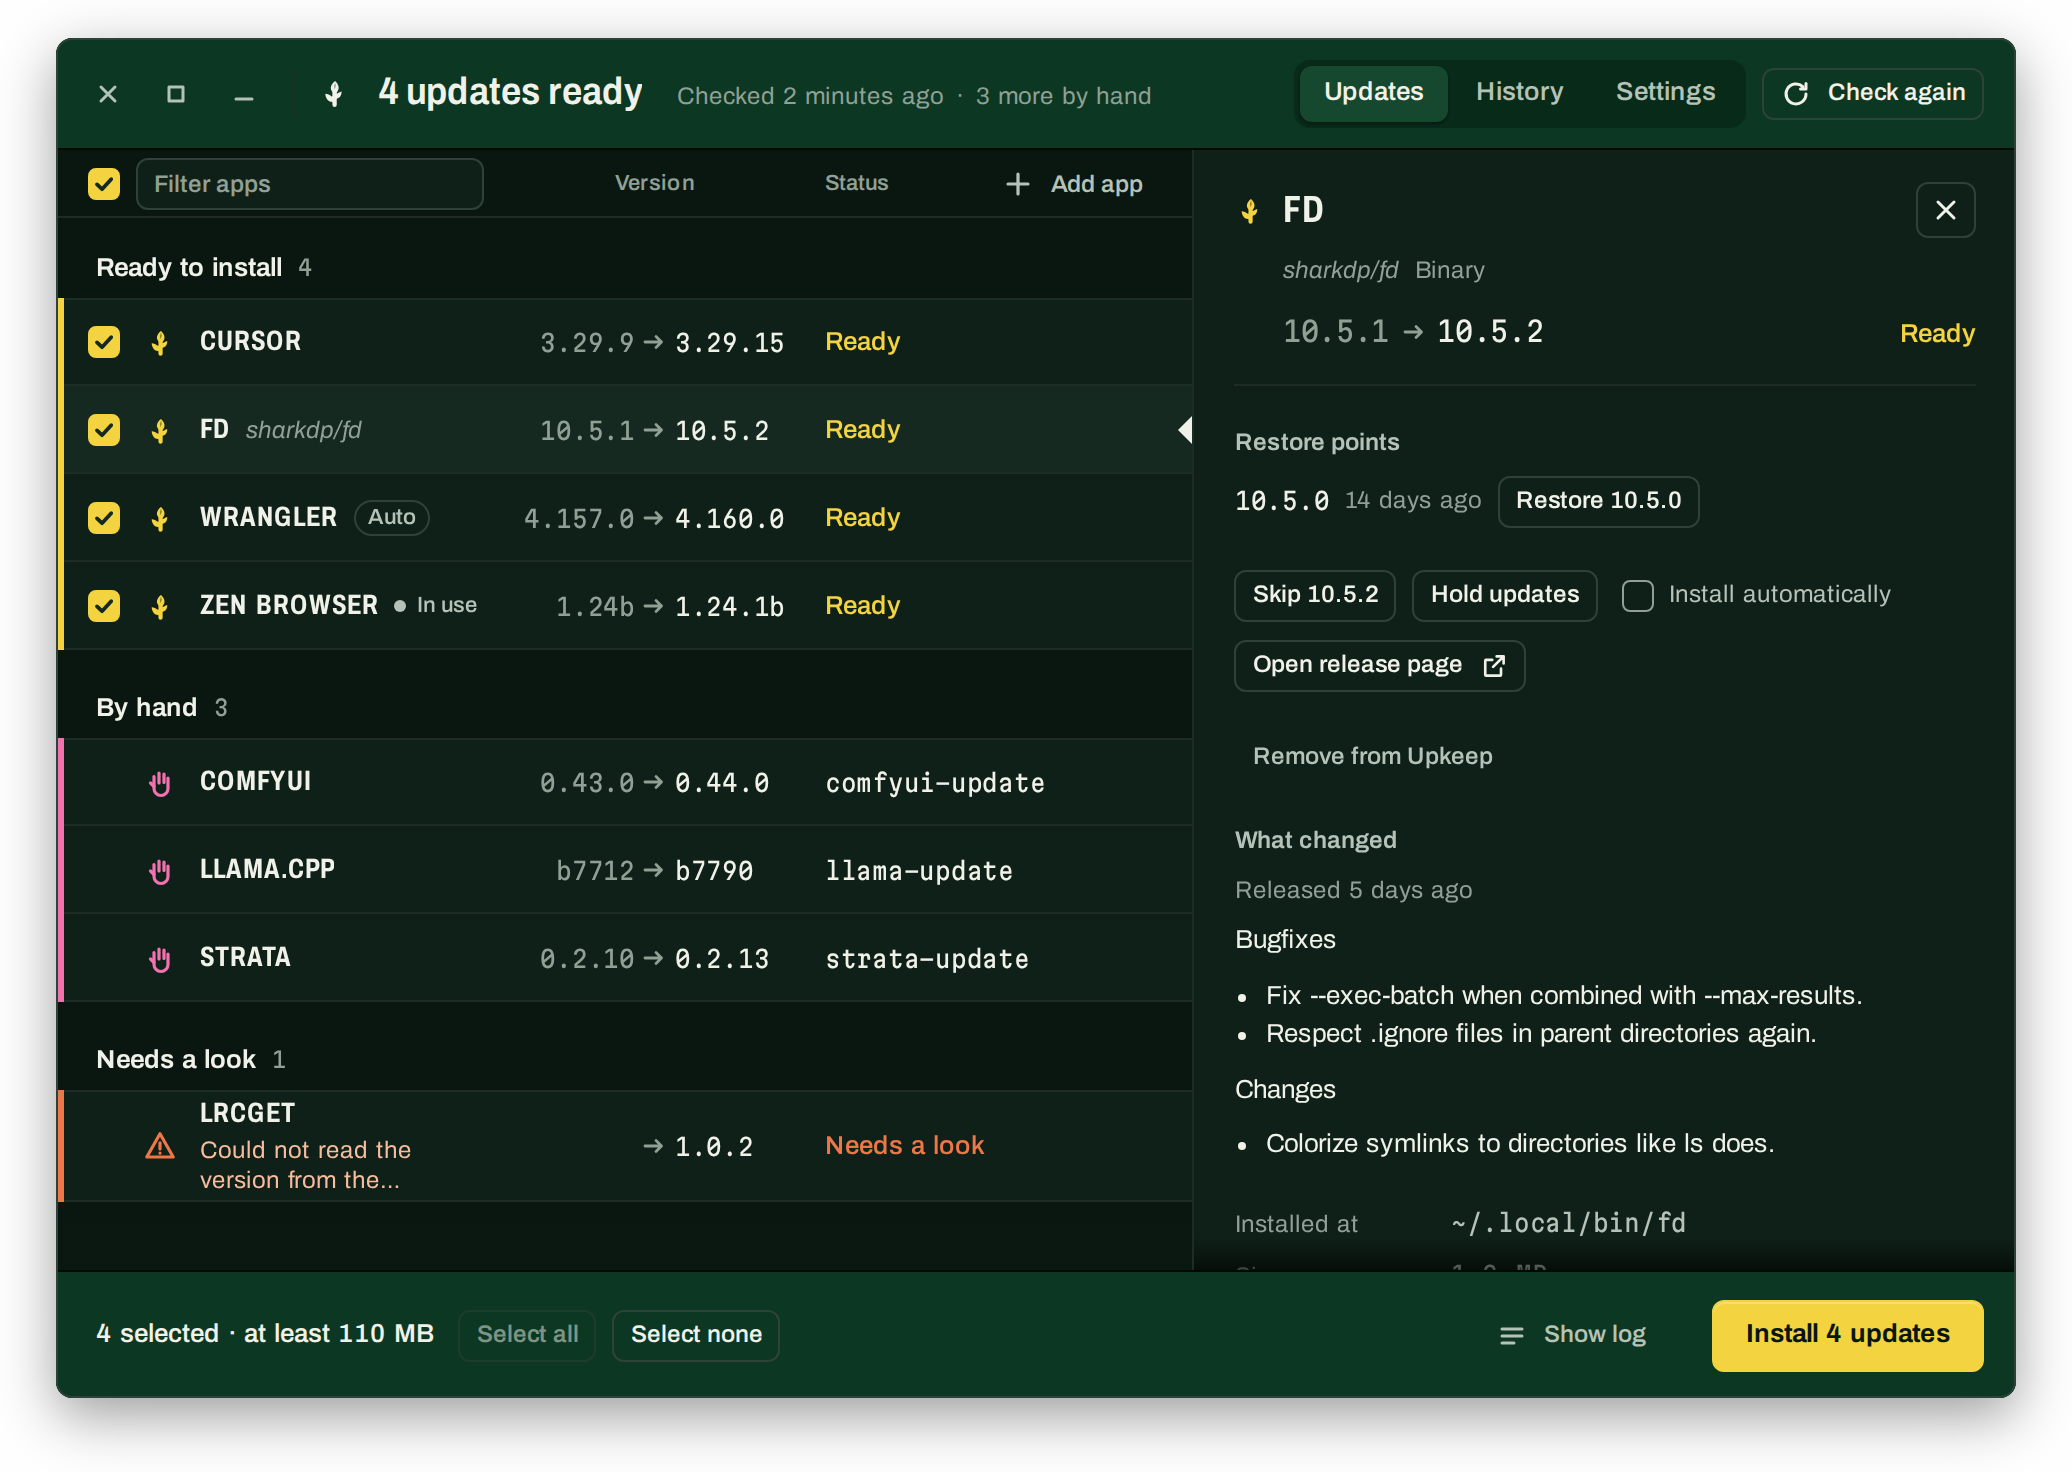 4 updates ready
Checked 2 minutes ago · 3 more by hand
Updates
History
Settings
Check again
Filter apps
Version
Status
Add app
Ready to install 4
CURSOR 3.29.9 → 3.29.15 Ready
FD sharkdp/fd 10.5.1 → 10.5.2 Ready
WRANGLER Auto 4.157.0 → 4.160.0 Ready
ZEN BROWSER • In use 1.24b → 1.24.1b Ready
By hand 3
COMFYUI 0.43.0 → 0.44.0 comfyui-update
LLAMA.CPP b7712 → b7790 llama-update
STRATA 0.2.10 → 0.2.13 strata-update
Needs a look 1
LRCGET
Could not read the
version from the...
→ 1.0.2 Needs a look
FD
sharkdp/fd Binary
10.5.1 → 10.5.2 Ready
Restore points
10.5.0 14 days ago Restore 10.5.0
Skip 10.5.2 Hold updates Install automatically
Open release page
Remove from Upkeep
What changed
Released 5 days ago
Bugfixes
• Fix --exec-batch when combined with --max-results.
• Respect .ignore files in parent directories again.
Changes
• Colorize symlinks to directories like ls does.
Installed at ~/.local/bin/fd
4 selected · at least 110 MB
Select all
Select none
Show log
Install 4 updates